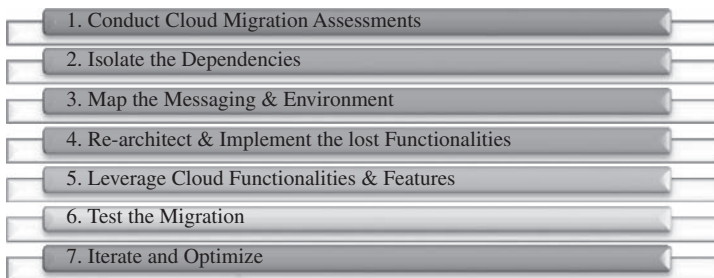 1. Conduct Cloud Migration Assessments
2. Isolate the Dependencies
3. Map the Messaging & Environment
4. Re-architect & Implement the lost Functionalities
5. Leverage Cloud Functionalities & Features
6. Test the Migration
7. Iterate and Optimize